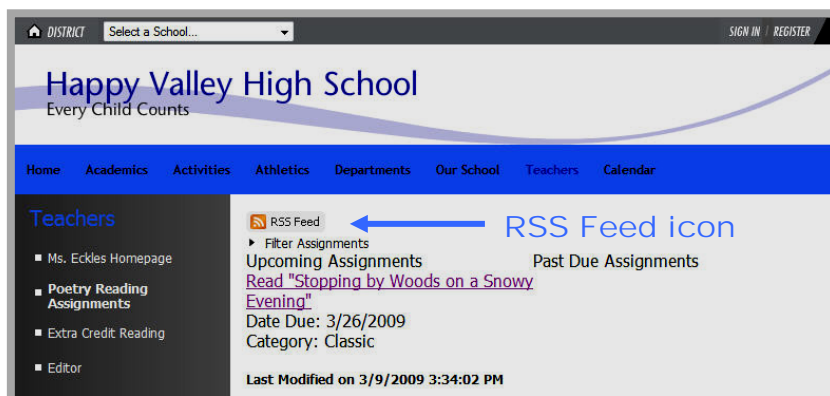 DISTRICT Select a School... SIGN IN REGISTER
Happy Valley High School
Every Child Counts
Home Academics Activities Athletics Departments Our School Teachers Calendar
Teachers
Ms. Eckles Homepage
Poetry Reading
Assignments
Extra Credit Reading
Editor
RSS Feed
RSS Feed icon
Filter Assignments
Upcoming Assignments Past Due Assignments
Read "Stopping by Woods on a Snowy
Evening"
Date Due: 3/26/2009
Category: Classic
Last Modified on 3/9/2009 3:34:02 PM